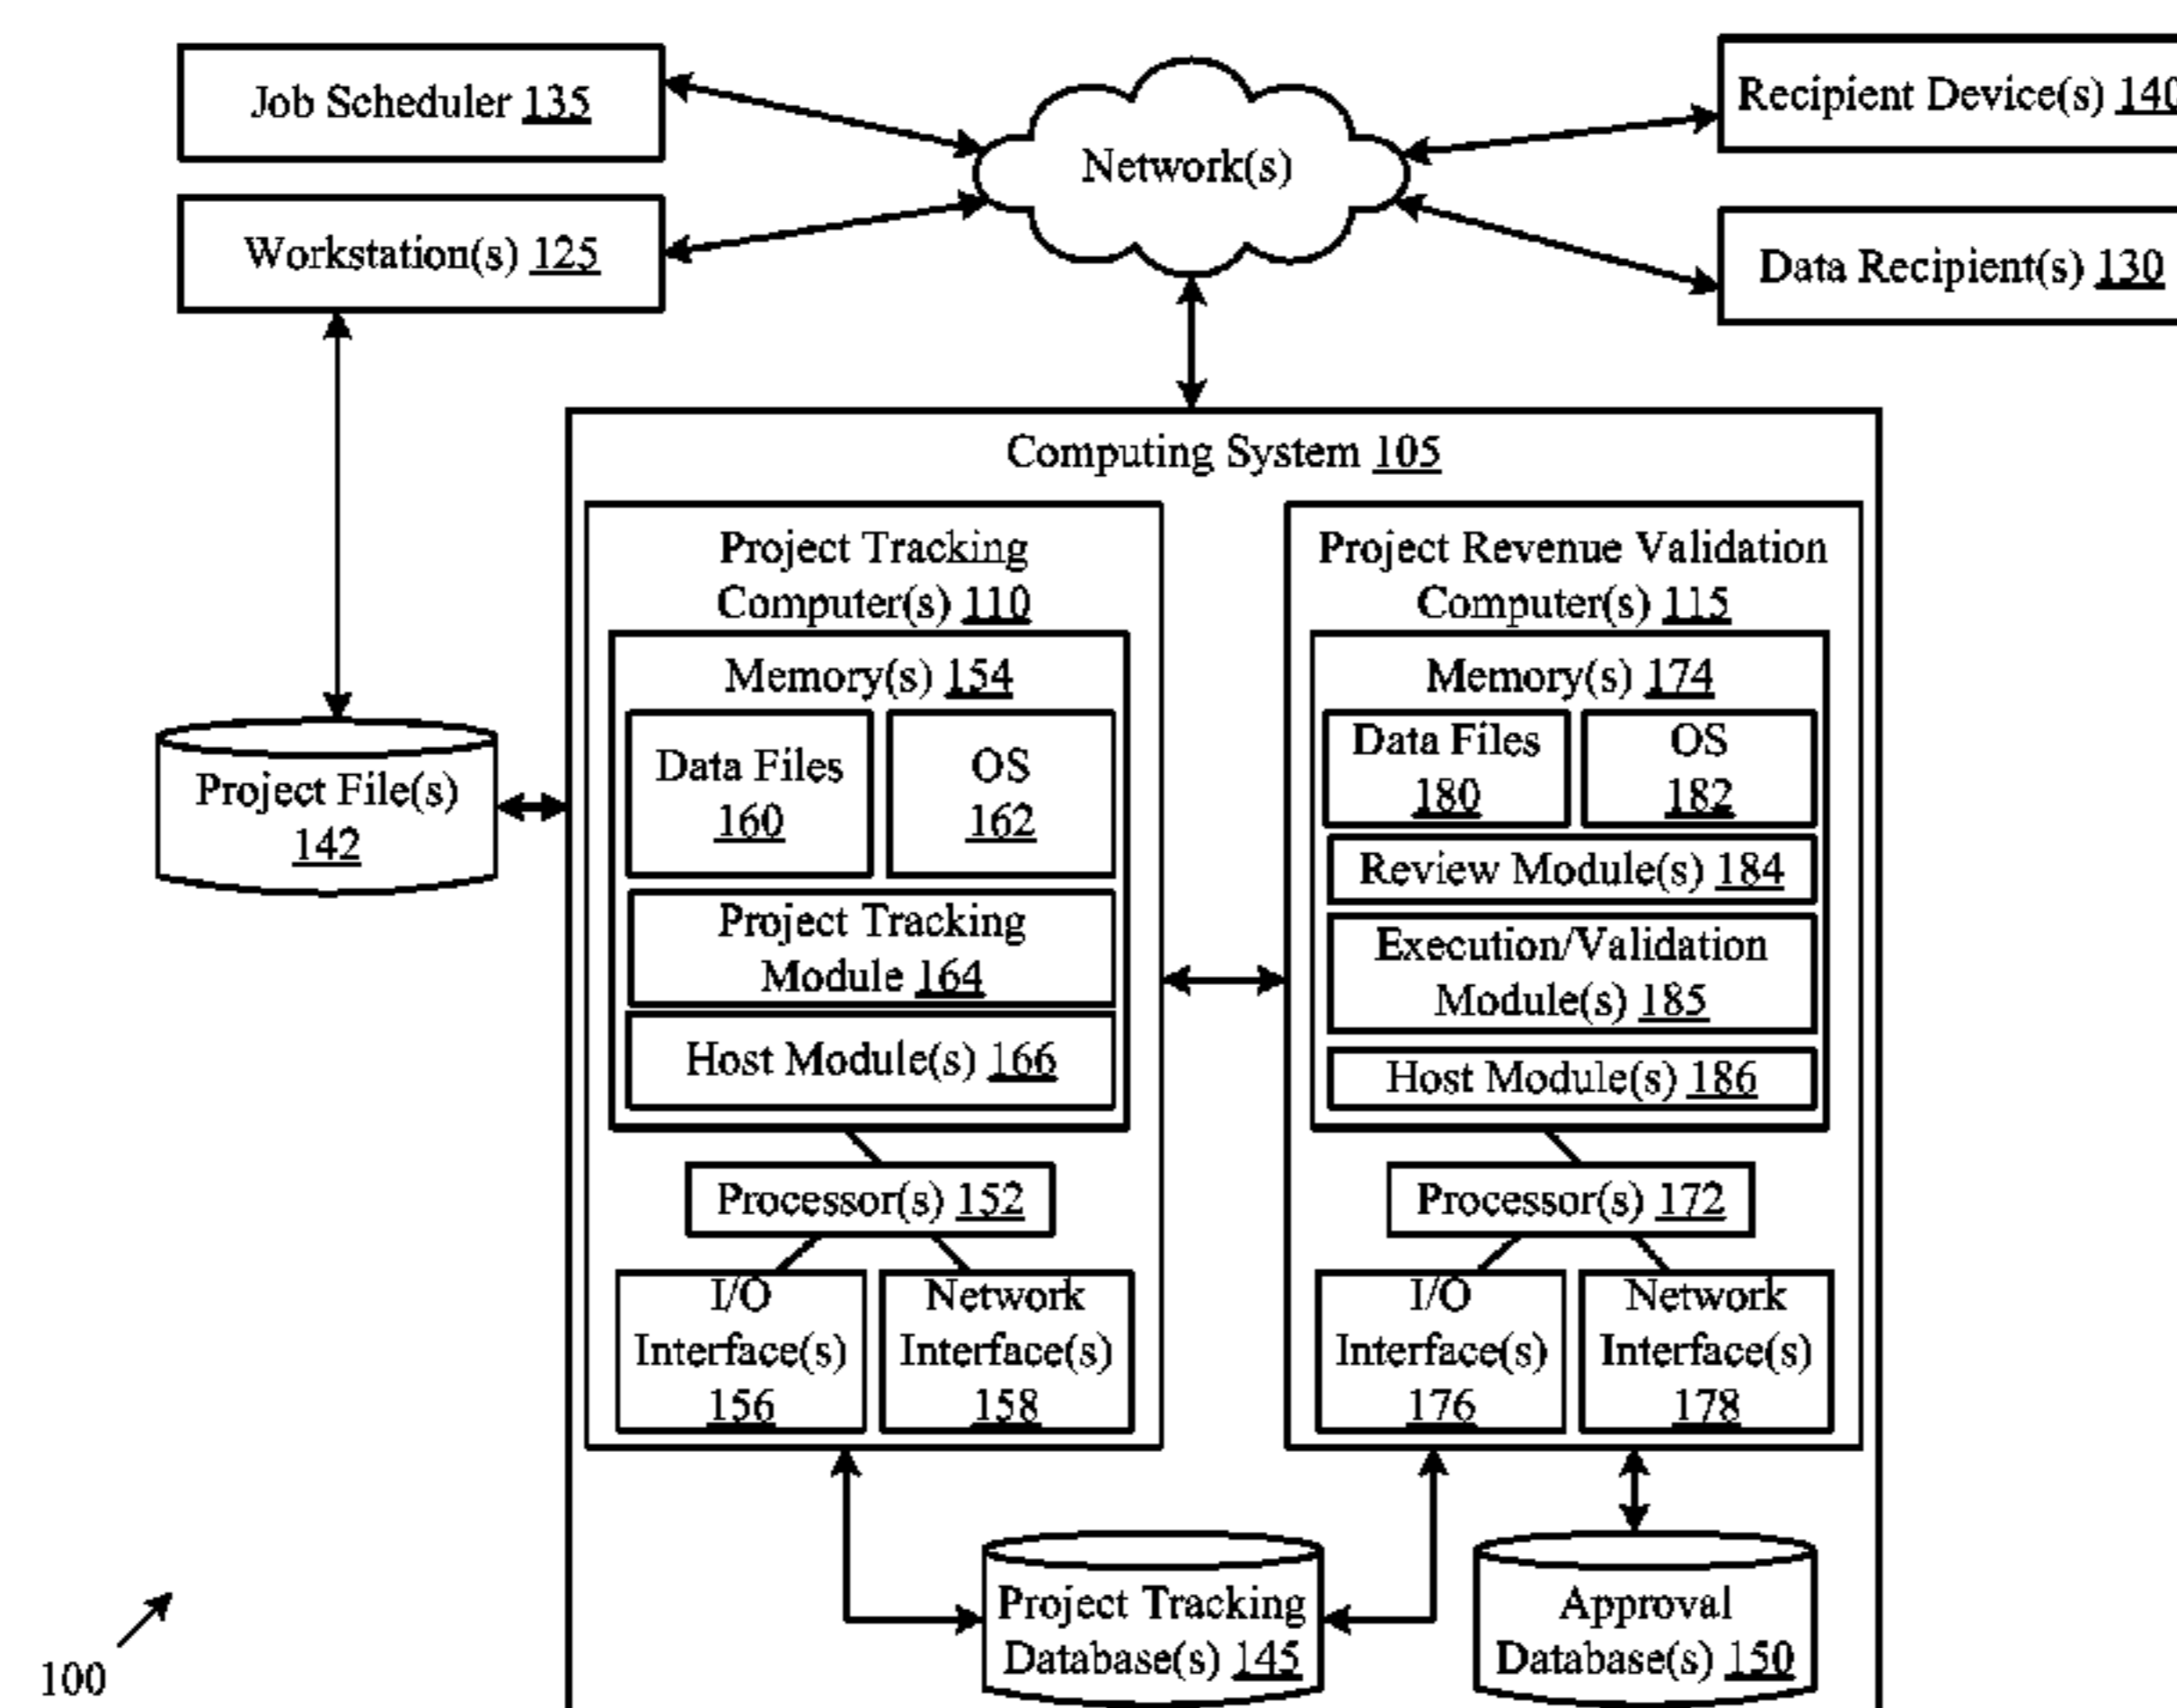 Job Scheduler 135
Network(s)
Recipient Device(s) 140
Workstation(s) 125
Data Recipient(s) 130
Computing System 105
Project Tracking
Computer(s) 110
Memory(s) 154
Data Files
160
OS
162
Project Tracking
Module 164
Host Module(s) 166
Processor(s) 152
I/O
Interface(s)
156
Network
Interface(s)
158
Project Revenue Validation
Computer(s) 115
Memory(s) 174
Data Files
180
OS
182
Review Module(s) 184
Execution/Validation
Module(s) 185
Host Module(s) 186
Processor(s) 172
I/O
Interface(s)
176
Network
Interface(s)
178
Project File(s)
142
Project Tracking
Database(s) 145
Approval
Database(s) 150
100